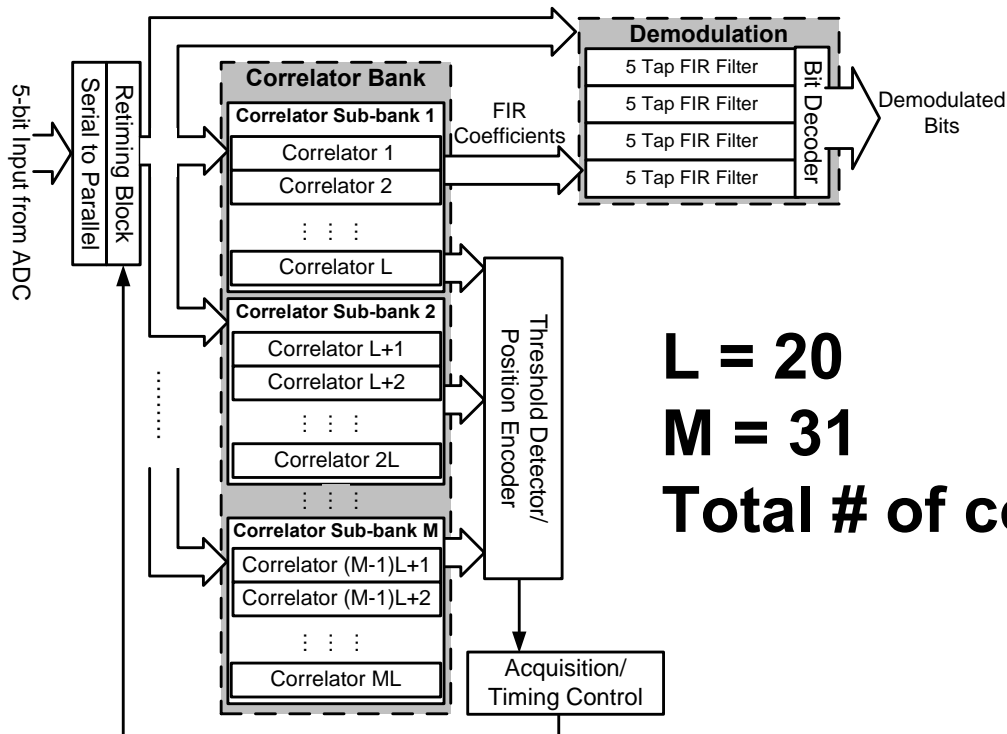 5-bit Input from ADC
Serial to Parallel
Retiming Block
Correlator Bank
Correlator Sub-bank 1
Correlator 1
Correlator 2
⋮ ⋮ ⋮
Correlator L
Correlator Sub-bank 2
Correlator L+1
Correlator L+2
⋮ ⋮ ⋮
Correlator 2L
⋮ ⋮ ⋮
Correlator Sub-bank M
Correlator (M-1)L+1
Correlator (M-1)L+2
⋮ ⋮ ⋮
Correlator ML
FIR
Coefficients
Demodulation
5 Tap FIR Filter
5 Tap FIR Filter
5 Tap FIR Filter
5 Tap FIR Filter
Bit Decoder
Demodulated
Bits
Threshold Detector/
Position Encoder
Acquisition/
Timing Control
L = 20
M = 31
Total # of